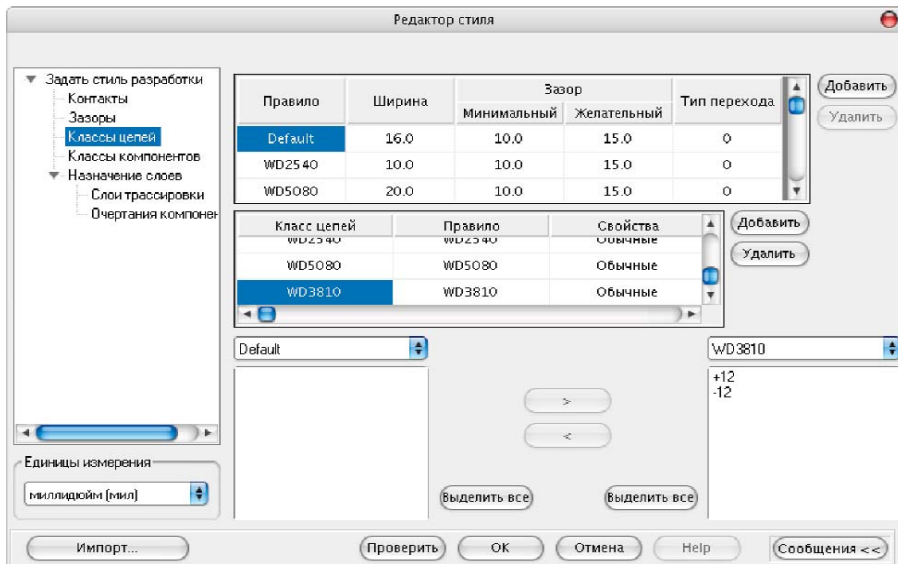 Редактор стиля
Задать стиль разработки
Контакты
Зазоры
Классы цепей
Классы компонентов
Назначение слоев
Слои трассировки
Очертания компонен
Единицы измерения
миллидюйм (мил)
Правило Ширина Зазор Тип перехода
Минимальный Желательный
Default 16.0 10.0 15.0 0
WD2540 10.0 10.0 15.0 0
WD5080 20.0 10.0 15.0 0
Добавить
Удалить
Класс цепей Правило Свойства
WD2540 WD2540 Обычные
WD5080 WD5080 Обычные
WD3810 WD3810 Обычные
Добавить
Удалить
Default
WD3810
+12
-12
>
<
Выделить все Выделить все
Импорт... Проверить OK Отмена Help Сообщения <<